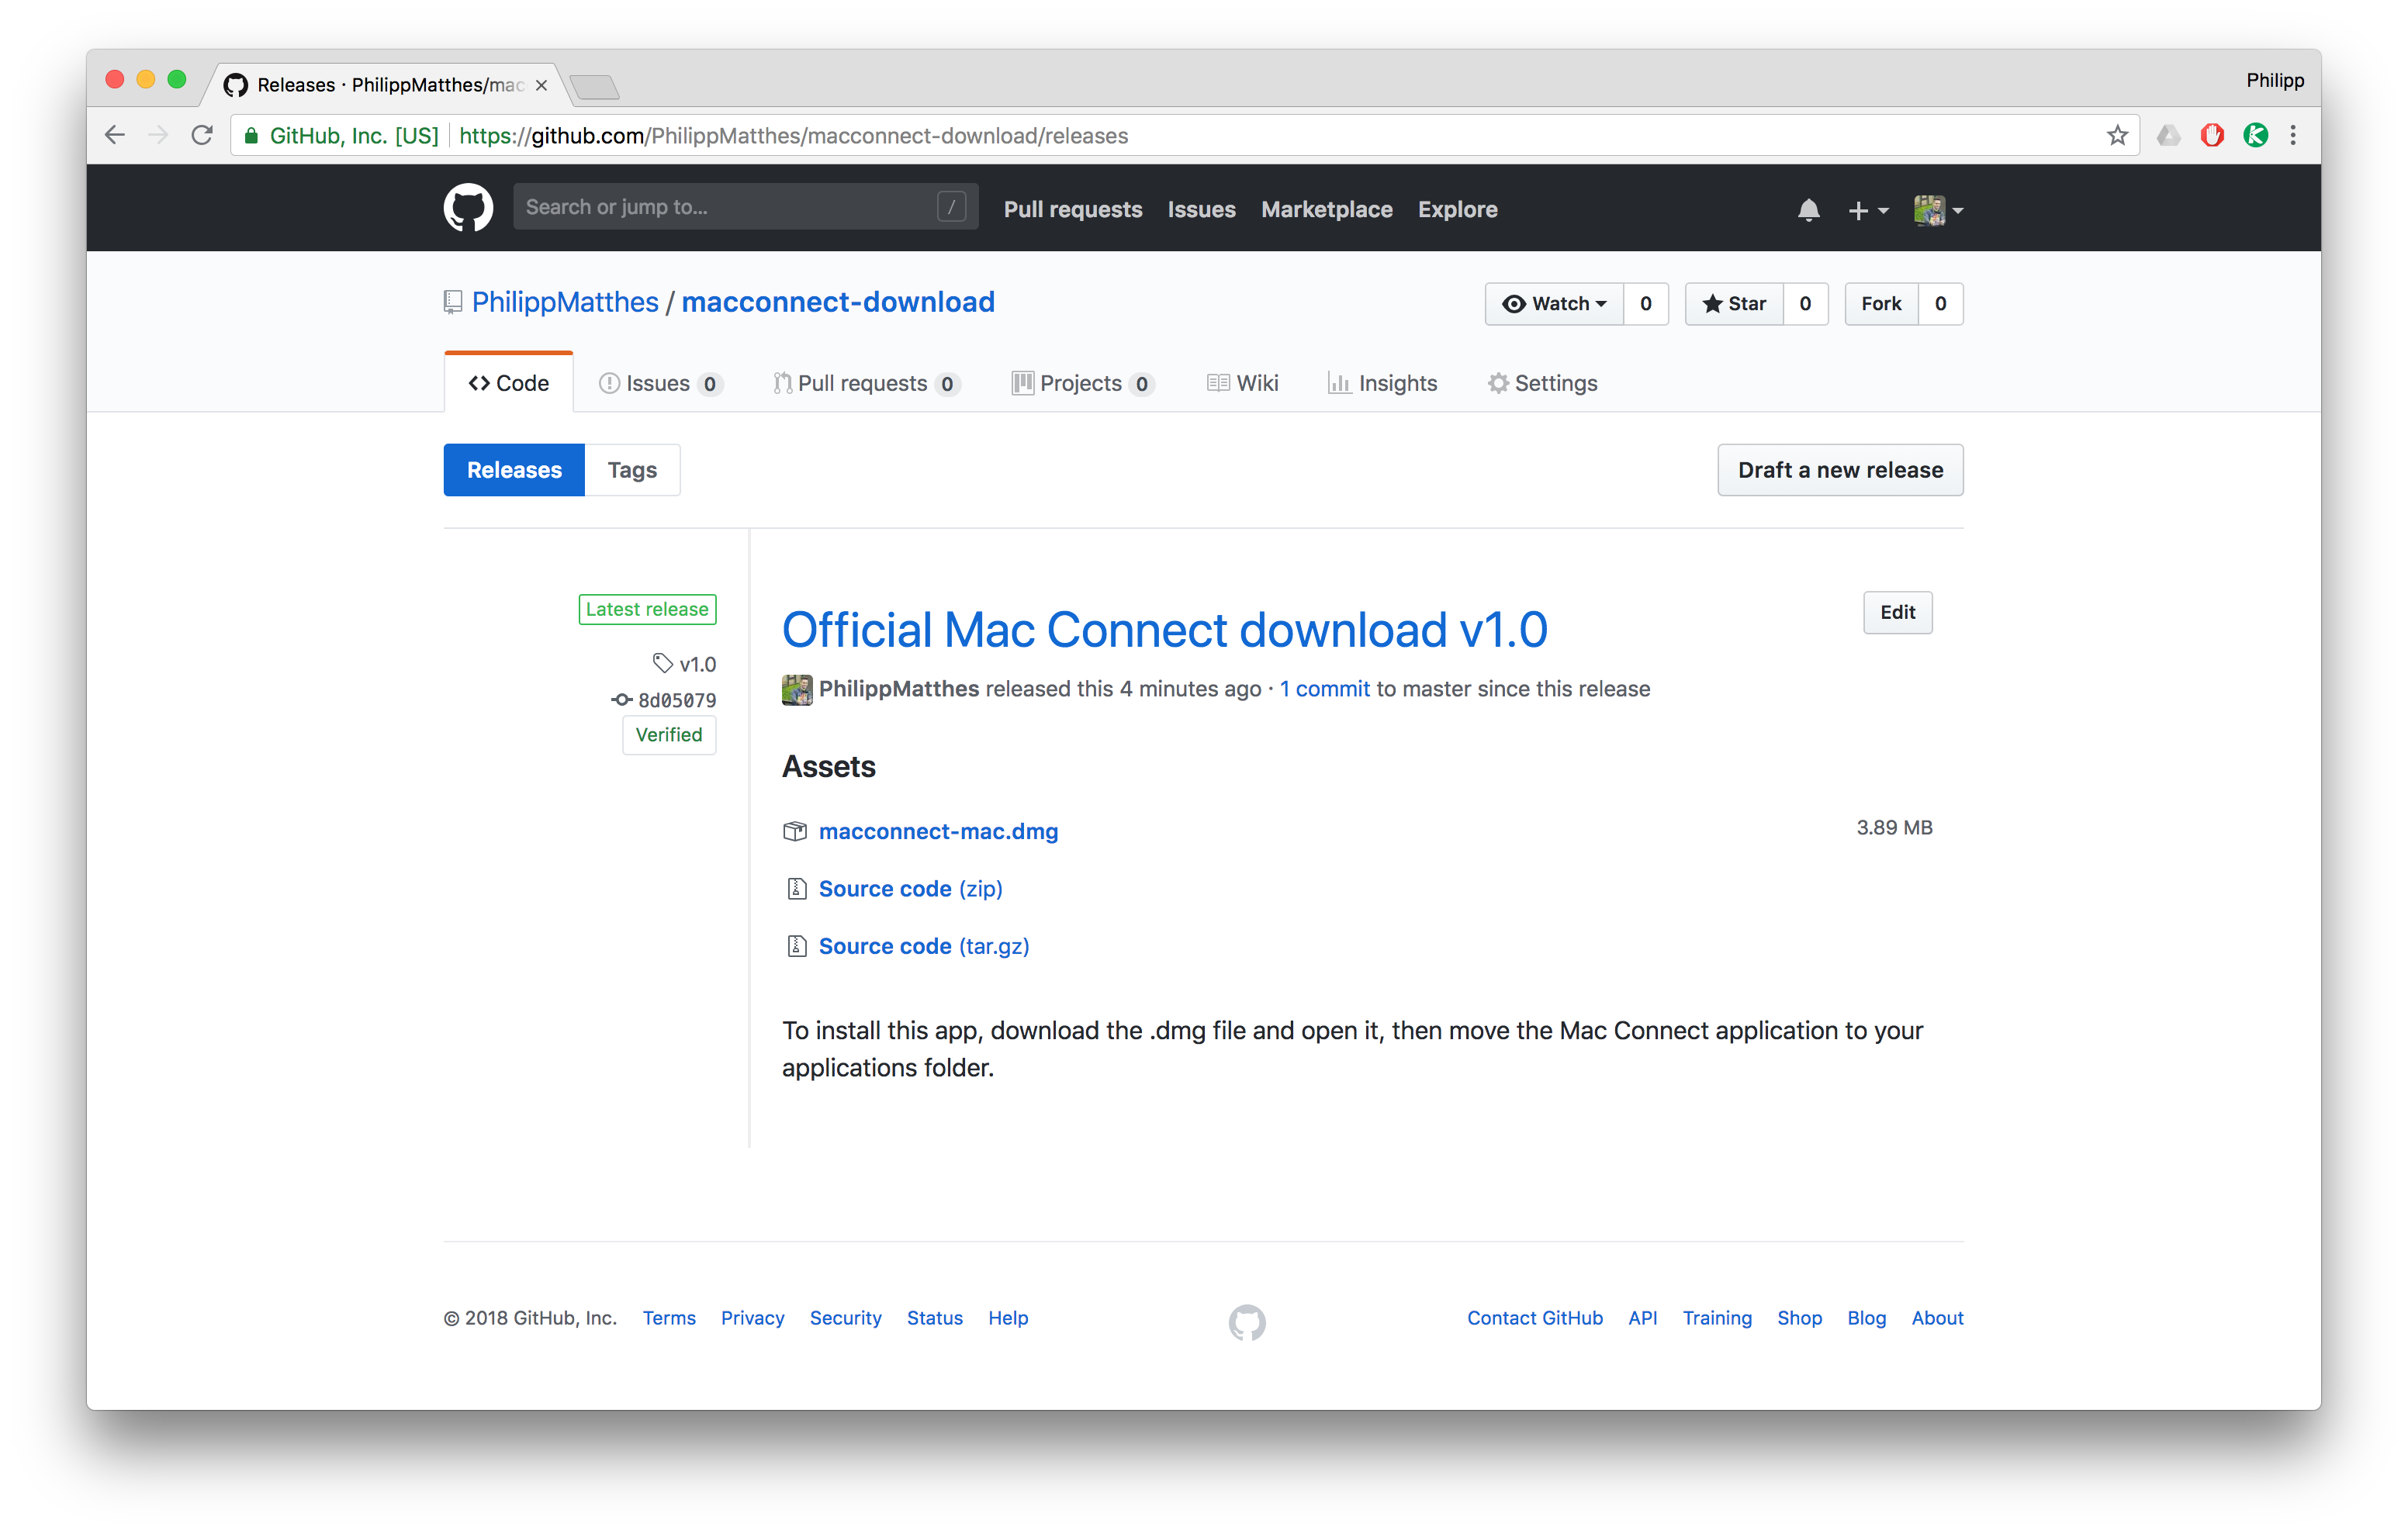 Releases · PhilippMatthes/mac
Philipp
GitHub, Inc. [US] https://github.com/PhilippMatthes/macconnect-download/releases
Search or jump to... / Pull requests Issues Marketplace Explore
PhilippMatthes / macconnect-download Watch 0 Star 0 Fork 0
Code Issues 0 Pull requests 0 Projects 0 Wiki Insights Settings
Releases Tags Draft a new release
Latest release
v1.0
8d05079
Verified
Official Mac Connect download v1.0 Edit
PhilippMatthes released this 4 minutes ago · 1 commit to master since this release
Assets
macconnect-mac.dmg 3.89 MB
Source code (zip)
Source code (tar.gz)
To install this app, download the .dmg file and open it, then move the Mac Connect application to your
applications folder.
© 2018 GitHub, Inc. Terms Privacy Security Status Help Contact GitHub API Training Shop Blog About